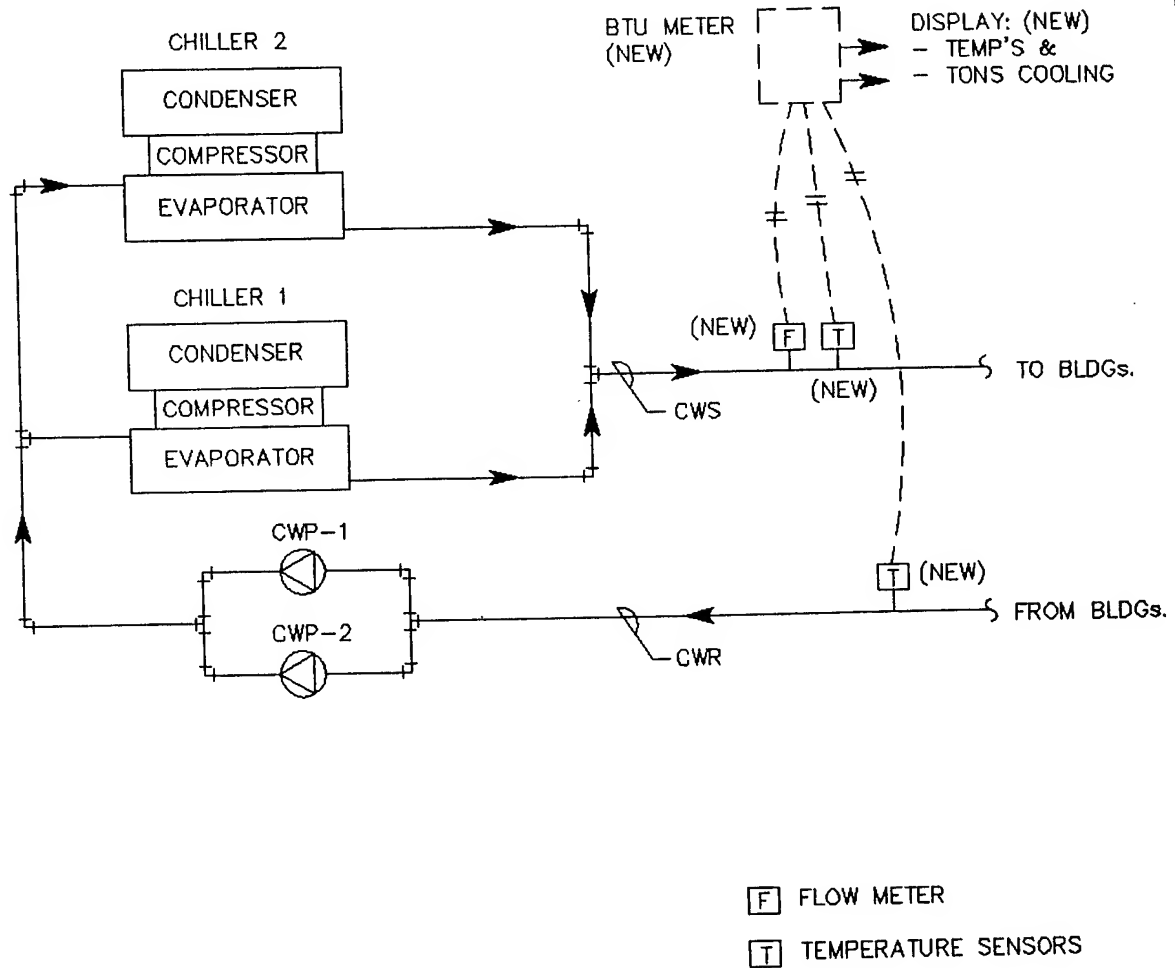 CHILLER 2
CONDENSER
COMPRESSOR
EVAPORATOR
BTU METER
(NEW)
DISPLAY: (NEW)
- TEMP'S &
- TONS COOLING
CHILLER 1
CONDENSER
COMPRESSOR
EVAPORATOR
(NEW)
F
T
(NEW)
CWS
TO BLDGs.
CWP-1
CWP-2
T
(NEW)
FROM BLDGs.
CWR
F FLOW METER
T TEMPERATURE SENSORS